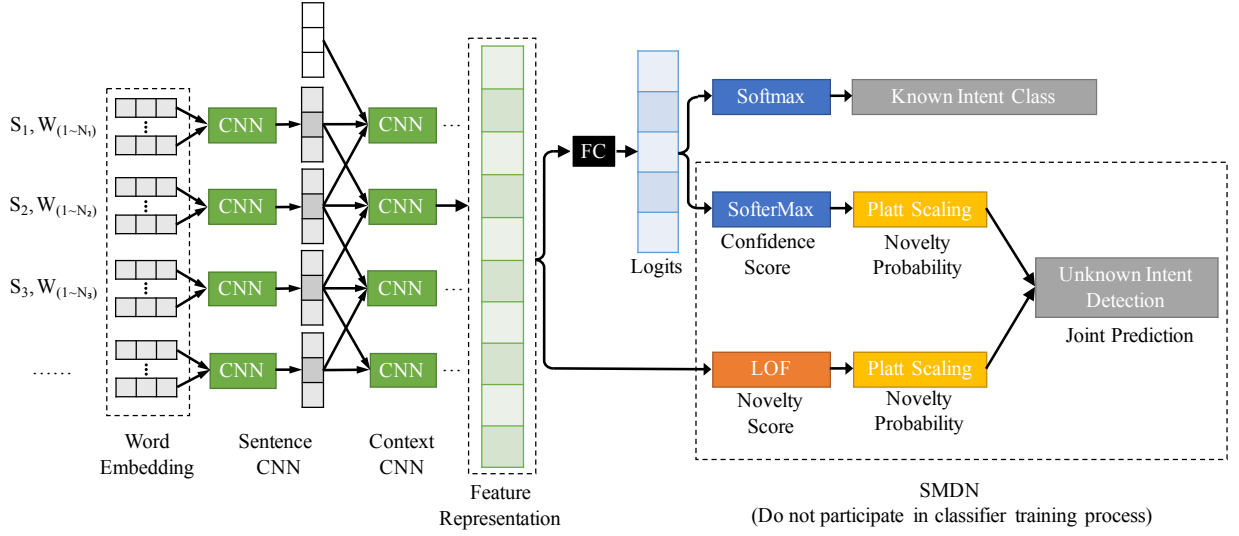 S₁, W₍₁~N₁₎
CNN
CNN
....
S₂, W₍₁~N₂₎
CNN
CNN
S₃, W₍₁~N₃₎
CNN
CNN
....
......
CNN
CNN
....
Word
Embedding
Sentence
CNN
Context
CNN
Feature
Representation
FC
Logits
Softmax
Known Intent Class
SofterMax
Confidence
Score
Platt Scaling
Novelty
Probability
LOF
Novelty
Score
Platt Scaling
Novelty
Probability
Unknown Intent
Detection
Joint Prediction
SMDN
(Do not participate in classifier training process)